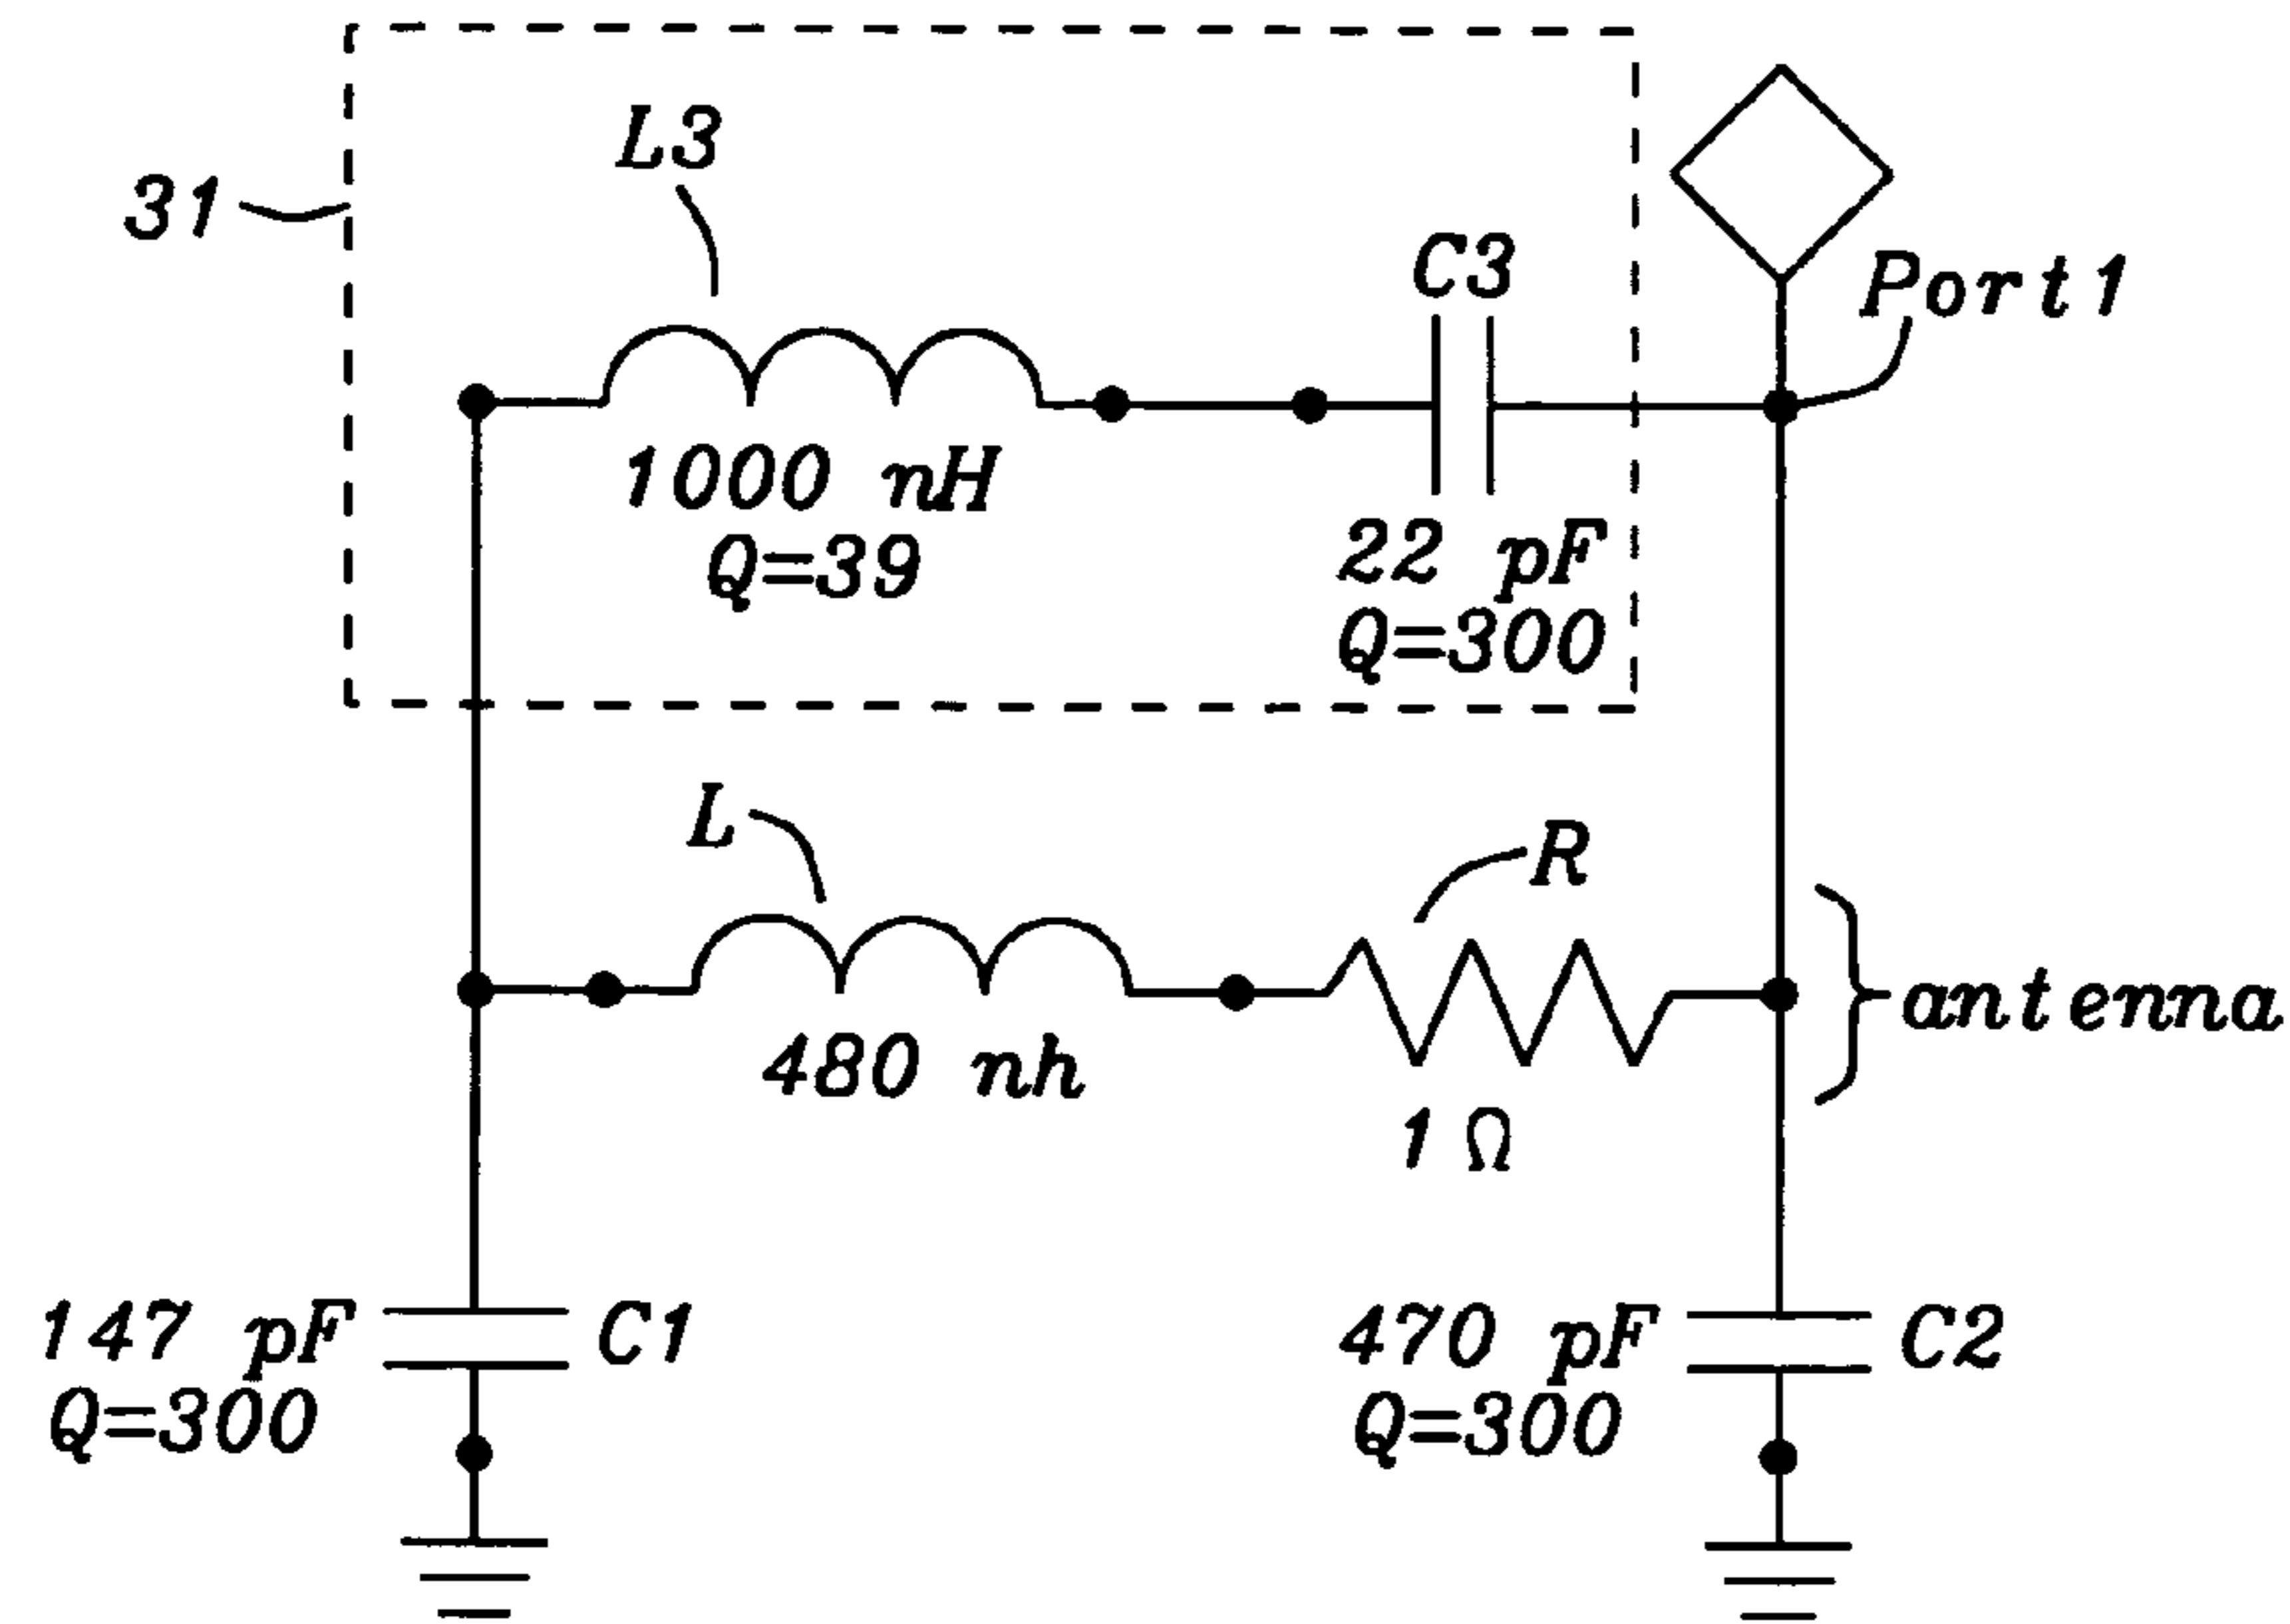 L3
31
C3
Port1
1000 nH
Q=39
22 pF
Q=300
L
R
antenna
480 nh
1 Ω
147 pF
Q=300
C1
470 pF
Q=300
C2